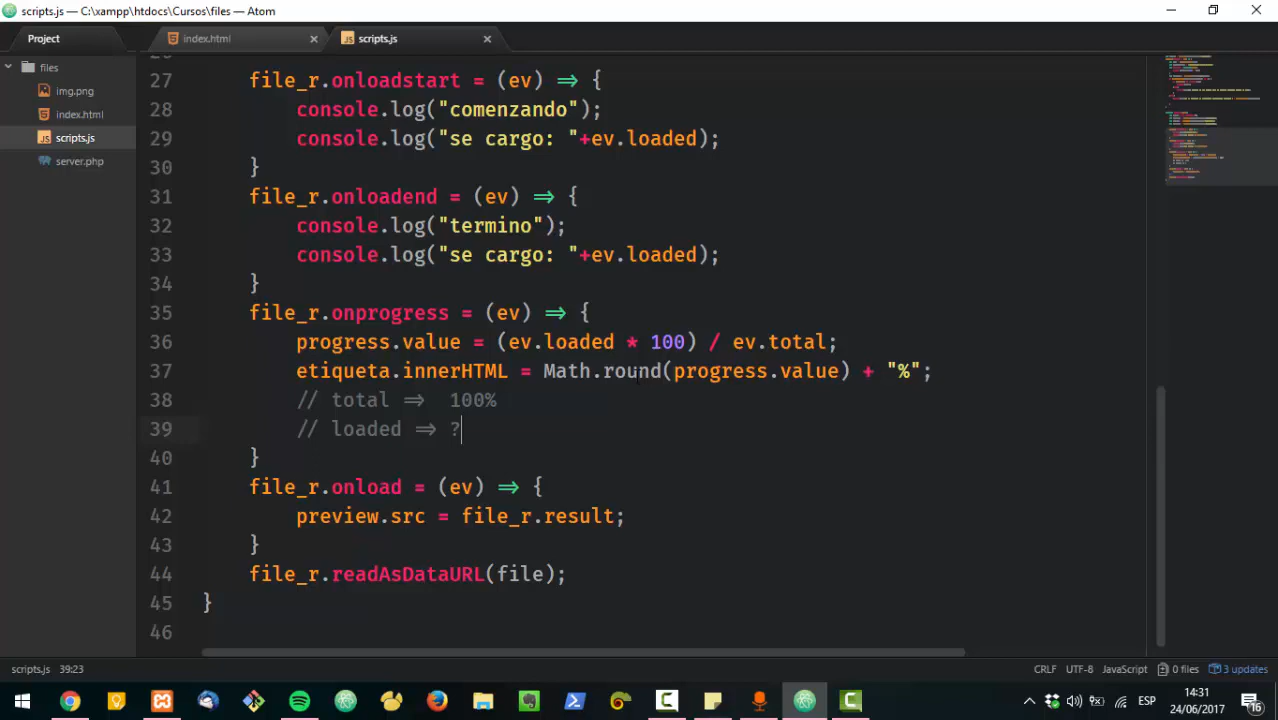 scripts.js — C:\xampp\htdocs\Cursos\files — Atom
Project
index.html
scripts.js
files
img.png
index.html
scripts.js
server.php
27 file_r.onloadstart = (ev) => {
28 console.log("comenzando");
29 console.log("se cargo: "+ev.loaded);
30 }
31 file_r.onloadend = (ev) => {
32 console.log("termino");
33 console.log("se cargo: "+ev.loaded);
34 }
35 file_r.onprogress = (ev) => {
36 progress.value = (ev.loaded * 100) / ev.total;
37 etiqueta.innerHTML = Math.round(progress.value) + "%";
38 // total => 100%
39 // loaded => ?
40 }
41 file_r.onload = (ev) => {
42 preview.src = file_r.result;
43 }
44 file_r.readAsDataURL(file);
45 }
46
scripts.js 39:23
CRLF UTF-8 JavaScript 0 files 3 updates
ESP
14:31
24/06/2017
16